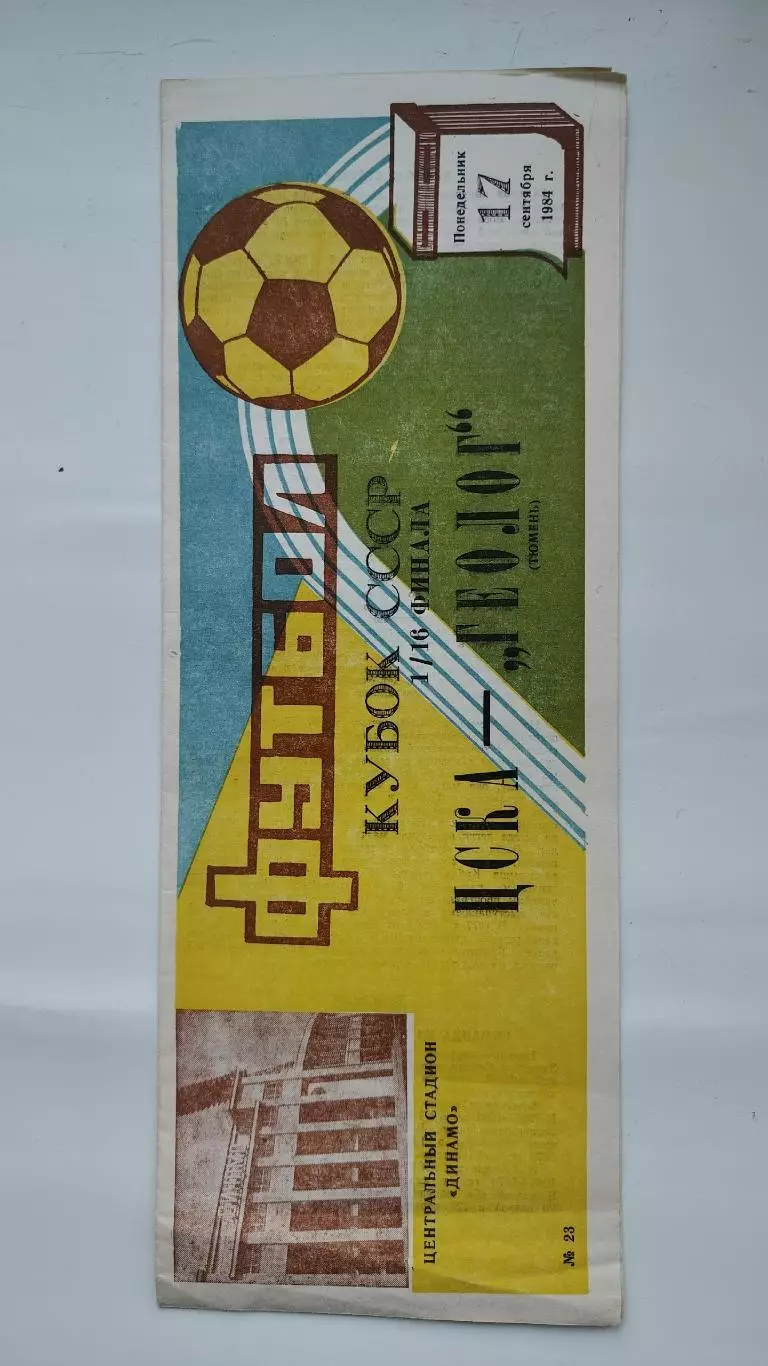 Понедельник
17
сентября
1984 г.
ФУТБОЛ
КУБОК СССР
1/16 ФИНАЛА
ЦСКА — „ГЕОЛОГ“
(ТЮМЕНЬ)
ЦЕНТРАЛЬНЫЙ СТАДИОН
«ДИНАМО»
№ 23